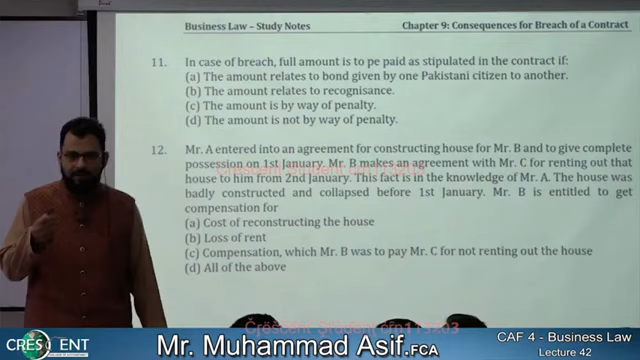 Business Law – Study Notes Chapter 9: Consequences for Breach of a Contract
11. In case of breach, full amount is to pe paid as stipulated in the contract if:
(a) The amount relates to bond given by one Pakistani citizen to another.
(b) The amount relates to recognisance.
(c) The amount is by way of penalty.
(d) The amount is not by way of penalty.
12. Mr. A entered into an agreement for constructing house for Mr. B and to give complete
possession on 1st January. Mr. B makes an agreement with Mr. C for renting out that
house to him from 2nd January. This fact is in the knowledge of Mr. A. The house was
badly constructed and collapsed before 1st January. Mr. B is entitled to get
compensation for
(a) Cost of reconstructing the house
(b) Loss of rent
(c) Compensation, which Mr. B was to pay Mr. C for not renting out the house
(d) All of the above
CRESCENT
Mr. Muhammad Asif.FCA
CAF 4 - Business Law
Lecture 42